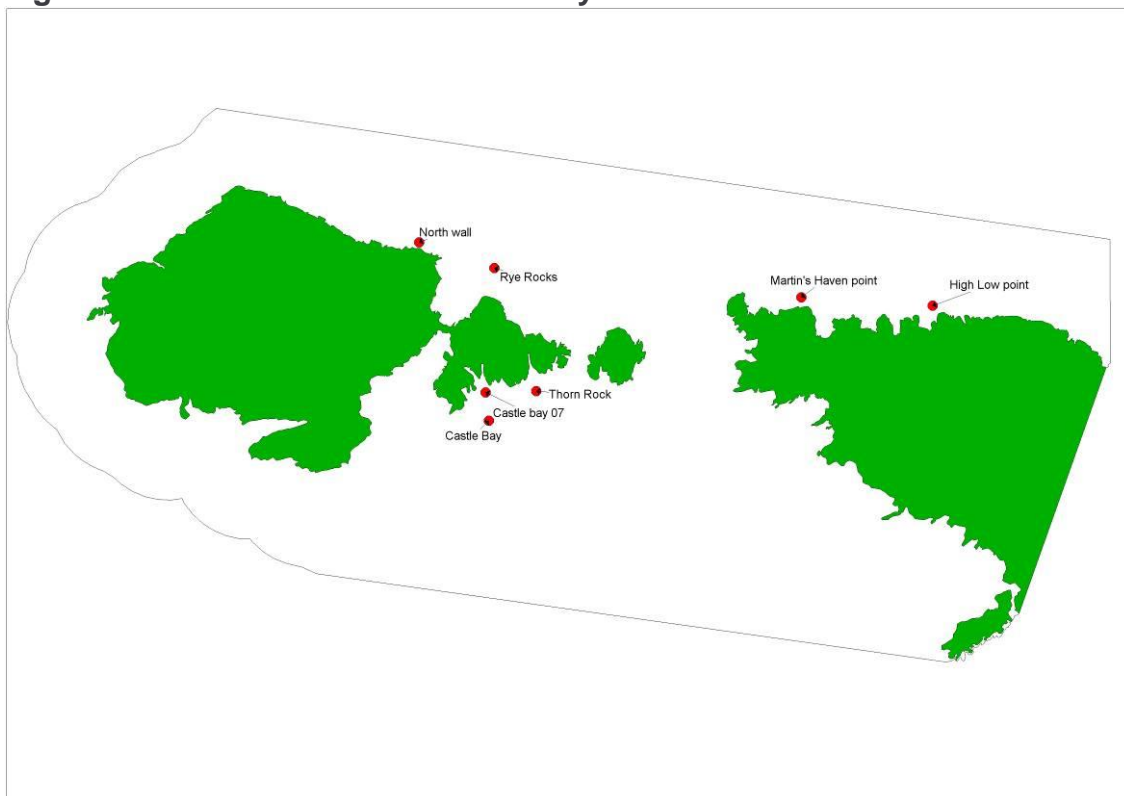 North wall
Rye Rocks
Martin's Haven point
High Low point
Thorn Rock
Castle bay 07
Castle Bay